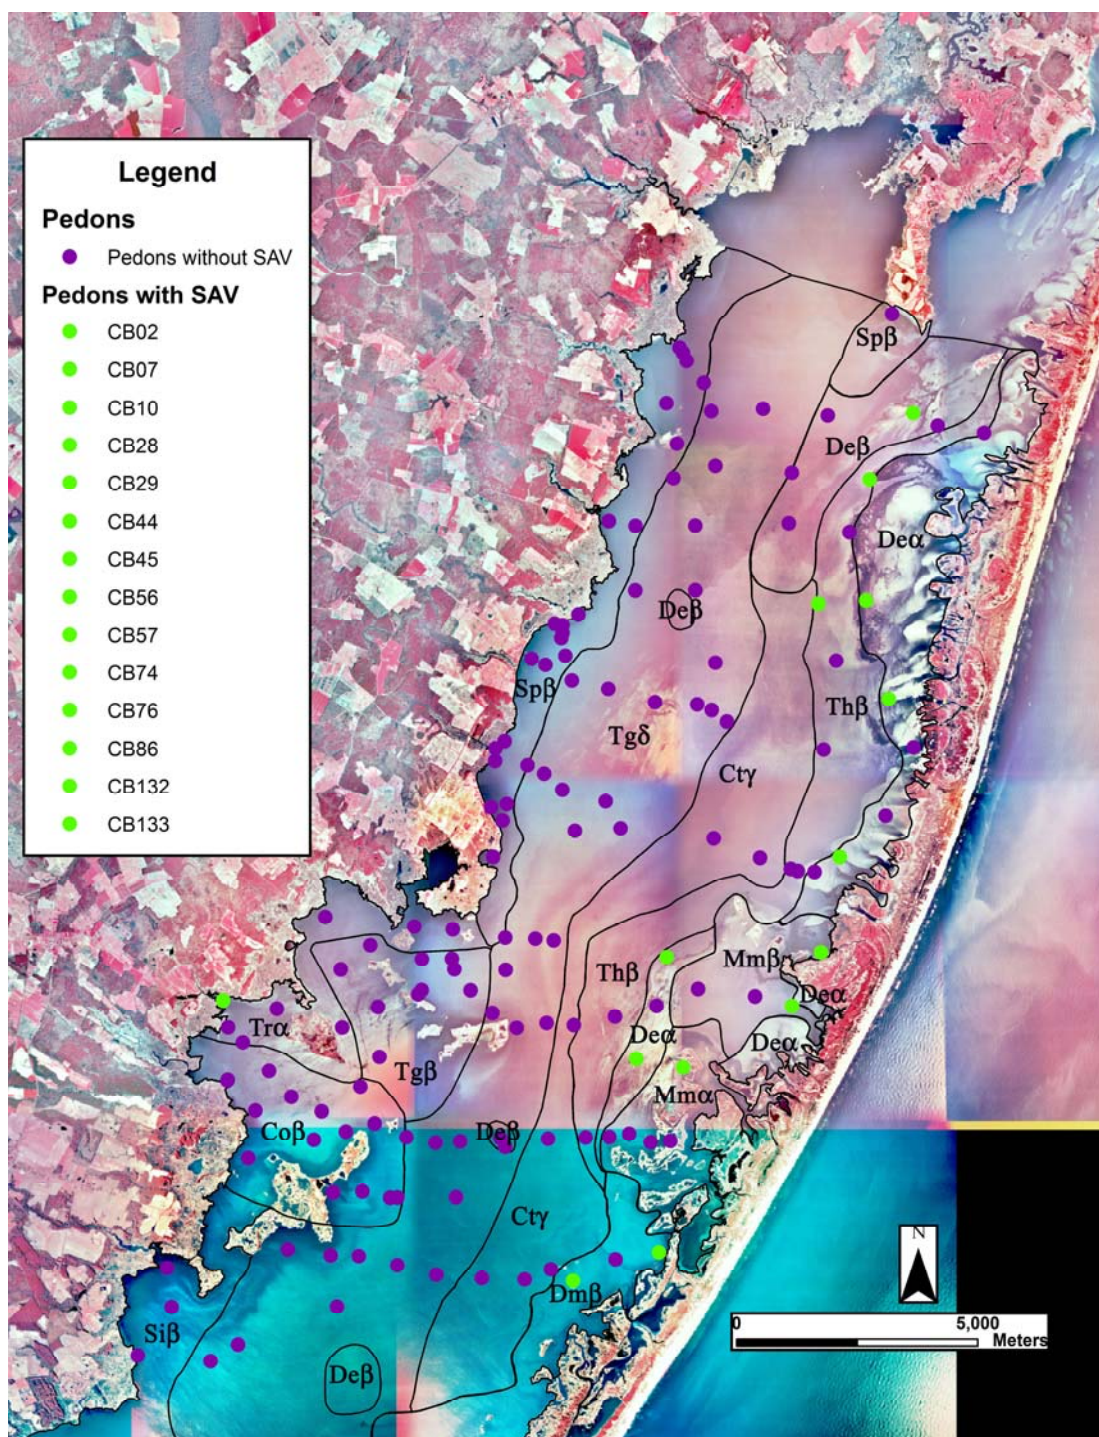 Legend
Pedons
Pedons without SAV
Pedons with SAV
CB02
CB07
CB10
CB28
CB29
CB44
CB45
CB56
CB57
CB74
CB76
CB86
CB132
CB133
Spβ
Deβ
Deα
Deβ
Spβ
Thβ
Tgδ
Ctγ
Mmβ
Thβ
Deα
Trα
Deα
Deα
Tgβ
Mmα
Coβ
Deβ
Ctγ
N
Dmβ
Siβ
0 5,000
Meters
Deβ